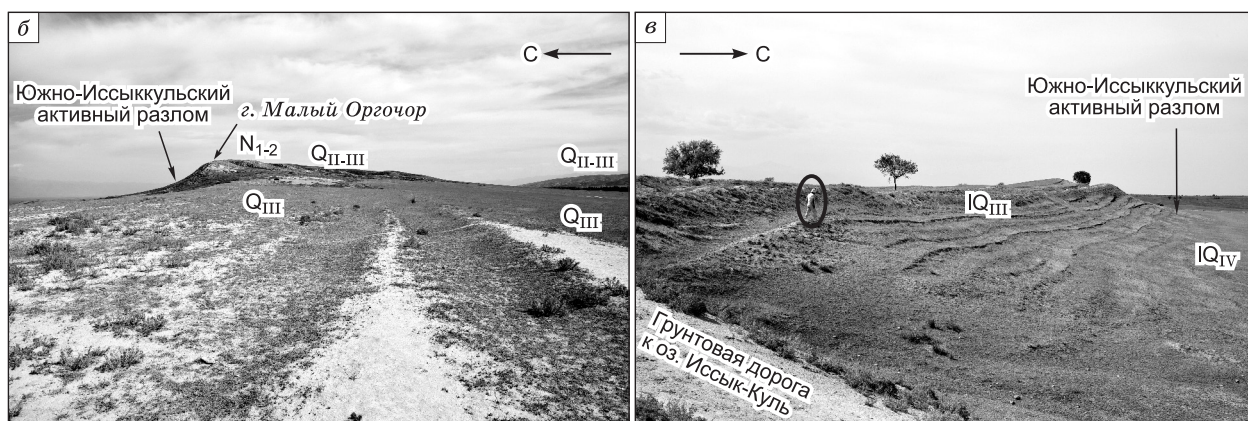 б
С
Южно-Иссыккульский
активный разлом
г. Малый Оргочор
N1-2
QII-III
QII-III
QIII
QIII
в
С
Южно-Иссыккульский
активный разлом
lQIII
lQIV
Грунтовая дорога
к оз. Иссык-Куль